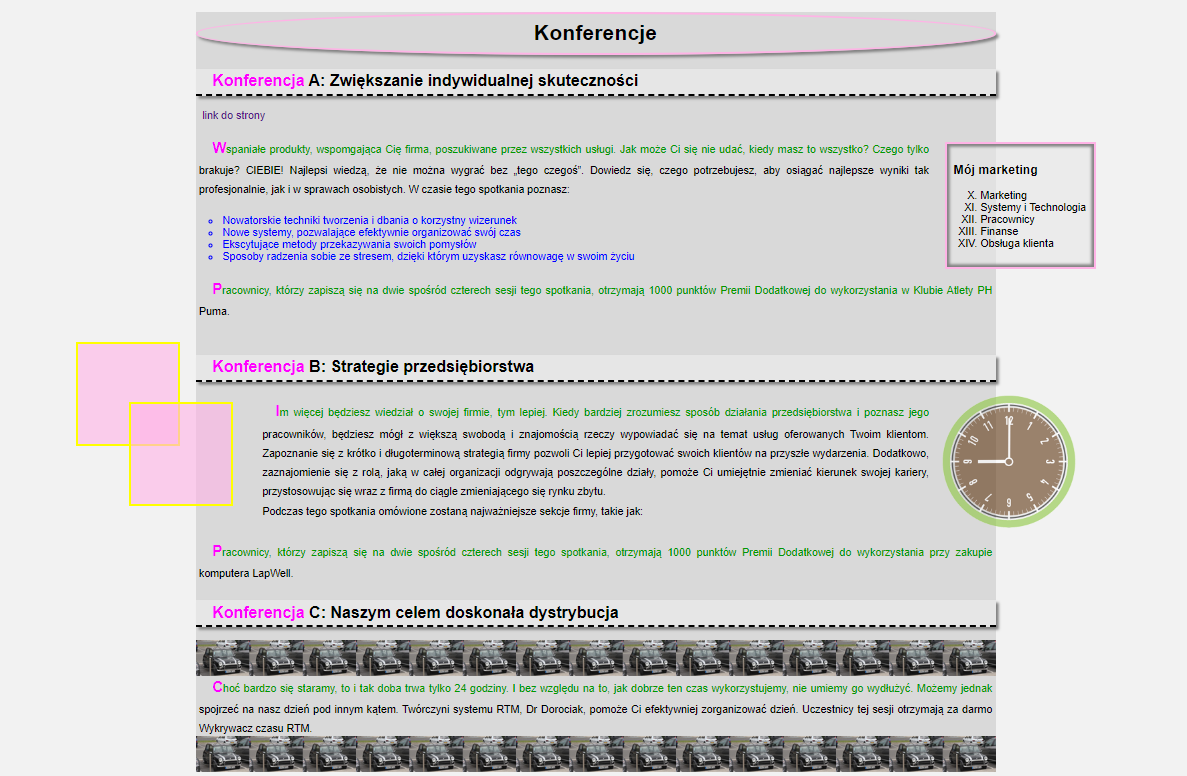 Konferencje
Konferencja A: Zwiększanie indywidualnej skuteczności
link do strony
Wspaniałe produkty, wspomgająca Cię firma, poszukiwane przez wszystkich usługi. Jak może Ci się nie udać, kiedy masz to wszystko? Czego tylko
brakuje? CIEBIE! Najlepsi wiedzą, że nie można wygrać bez „tego czegoś”. Dowiedz się, czego potrzebujesz, aby osiągać najlepsze wyniki tak
profesjonalnie, jak i w sprawach osobistych. W czasie tego spotkania poznasz:
Nowatorskie techniki tworzenia i dbania o korzystny wizerunek
Nowe systemy, pozwalające efektywnie organizować swój czas
Ekscytujące metody przekazywania swoich pomysłów
Sposoby radzenia sobie ze stresem, dzięki którym uzyskasz równowagę w swoim życiu
Mój marketing
X. Marketing
XI. Systemy i Technologia
XII. Pracownicy
XIII. Finanse
XIV. Obsługa klienta
Pracownicy, którzy zapiszą się na dwie spośród czterech sesji tego spotkania, otrzymają 1000 punktów Premii Dodatkowej do wykorzystania w Klubie Atlety PH
Puma.
Konferencja B: Strategie przedsiębiorstwa
Im więcej będziesz wiedział o swojej firmie, tym lepiej. Kiedy bardziej zrozumiesz sposób działania przedsiębiorstwa i poznasz jego
pracowników, będziesz mógł z większą swobodą i znajomością rzeczy wypowiadać się na temat usług oferowanych Twoim klientom.
Zapoznanie się z krótko i długoterminową strategią firmy pozwoli Ci lepiej przygotować swoich klientów na przyszłe wydarzenia. Dodatkowo,
zaznajomienie się z rolą, jaką w całej organizacji odgrywają poszczególne działy, pomoże Ci umiejętnie zmieniać kierunek swojej kariery,
przystosowując się wraz z firmą do ciągle zmieniającego się rynku zbytu.
Podczas tego spotkania omówione zostaną najważniejsze sekcje firmy, takie jak:
12
1
2
3
4
5
6
7
8
9
10
11
Pracownicy, którzy zapiszą się na dwie spośród czterech sesji tego spotkania, otrzymają 1000 punktów Premii Dodatkowej do wykorzystania przy zakupie
komputera LapWell.
Konferencja C: Naszym celem doskonała dystrybucja
Choć bardzo się staramy, to i tak doba trwa tylko 24 godziny. I bez względu na to, jak dobrze ten czas wykorzystujemy, nie umiemy go wydłużyć. Możemy jednak
spojrzeć na nasz dzień pod innym kątem. Twórczyni systemu RTM, Dr Dorociak, pomoże Ci efektywniej zorganizować dzień. Uczestnicy tej sesji otrzymają za darmo
Wykrywacz czasu RTM.